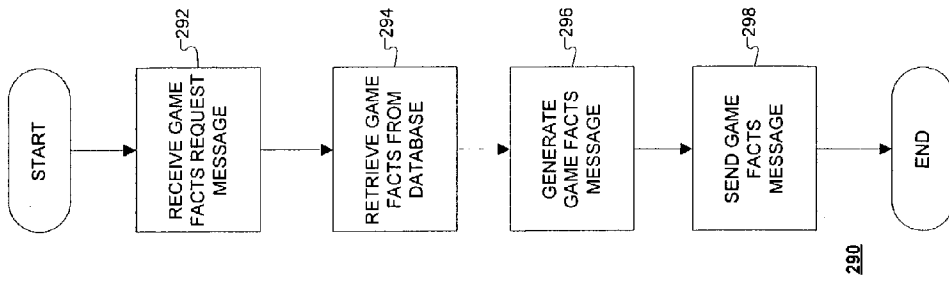 START
292
RECEIVE GAME
FACTS REQUEST
MESSAGE
294
RETRIEVE GAME
FACTS FROM
DATABASE
296
GENERATE
GAME FACTS
MESSAGE
298
SEND GAME
FACTS
MESSAGE
END
290